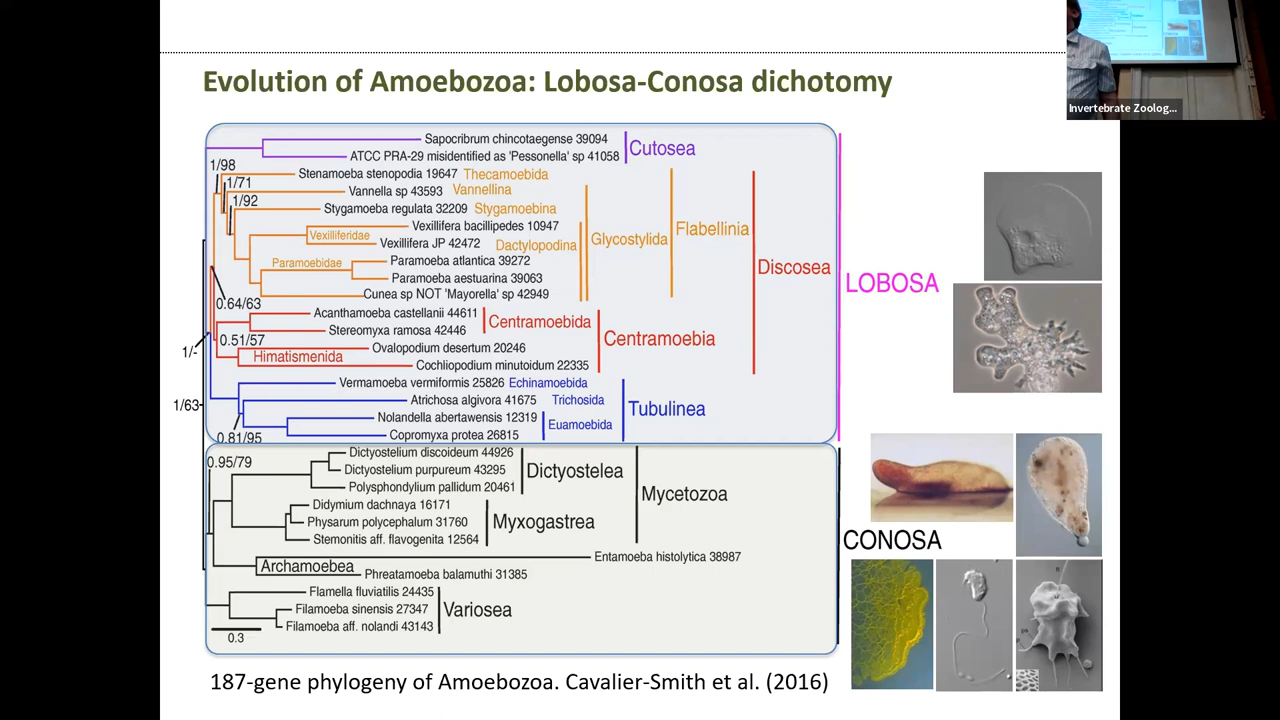 Evolution of Amoebozoa: Lobosa-Conosa dichotomy
Invertebrate Zoolog...
Sapocribrum chincotaegense 39094
ATCC PRA-29 misidentified as 'Pessonella' sp 41058
Cutosea
1/98
Stenamoeba stenopodia 19647 Thecamoebida
1/71
Vannella sp 43593 Vannellina
1/92
Stygamoeba regulata 32209 Stygamoebina
Vexillifera bacillipedes 10947
Vexilliferidae
Vexillifera JP 42472
Dactylopodina
Glycostylida
Flabellinia
Paramoebidae
Paramoeba atlantica 39272
Paramoeba aestuarina 39063
Cunea sp NOT 'Mayorella' sp 42949
Discosea
LOBOSA
0.64/63
Acanthamoeba castellanii 44611
Stereomyxa ramosa 42446
Centramoebida
0.51/57
Himatismenida
Ovalopodium desertum 20246
Cochliopodium minutoidum 22335
Centramoebia
1/-
Vermamoeba vermiformis 25826 Echinamoebida
Atrichosa algivora 41675 Trichosida
1/63
Nolandella abertawensis 12319
Copromyxa protea 26815
Euamoebida
Tubulinea
0.81/95
0.95/79
Dictyostelium discoideum 44926
Dictyostelium purpureum 43295
Polysphondylium pallidum 20461
Dictyostelea
Mycetozoa
Didymium dachnaya 16171
Physarum polycephalum 31760
Stemonitis aff. flavogenita 12564
Myxogastrea
CONOSA
Entamoeba histolytica 38987
Archamoebea
Phreatamoeba balamuthi 31385
Flamella fluviatilis 24435
Filamoeba sinensis 27347
Filamoeba aff. nolandi 43143
Variosea
0.3
187-gene phylogeny of Amoebozoa. Cavalier-Smith et al. (2016)